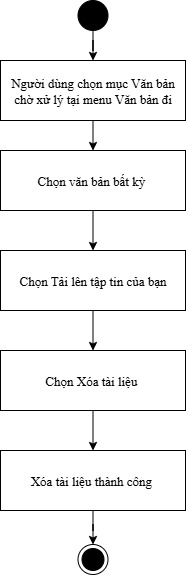 Người dùng chọn mục Văn bản
chờ xử lý tại menu Văn bản đi
Chọn văn bản bất kỳ
Chọn Tải lên tập tin của bạn
Chọn Xóa tài liệu
Xóa tài liệu thành công